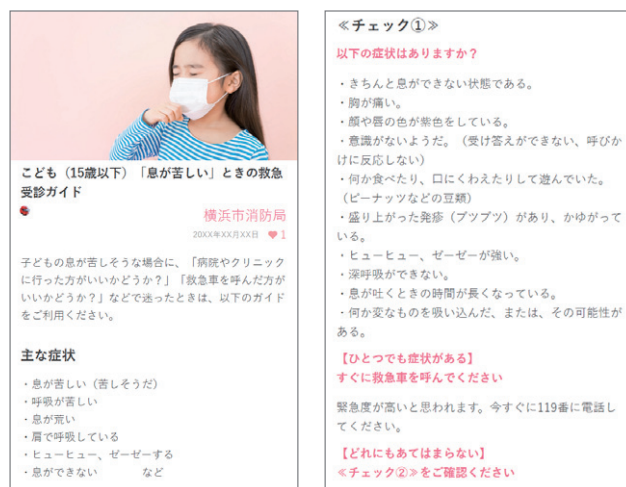 こども（15歳以下）「息が苦しい」ときの救急
受診ガイド
横浜市消防局
20XX年XX月XX日 ♥ 1
子どもの息が苦しそうな場合に、「病院やクリニック
に行った方がいいかどうか？」「救急車を呼んだ方が
いいかどうか？」などで迷ったときは、以下のガイド
をご利用ください。
主な症状
・息が苦しい（苦しそうだ）
・呼吸が苦しい
・息が荒い
・肩で呼吸している
・ヒューヒュー、ゼーゼーする
・息ができない　　　など
≪チェック①≫
以下の症状はありますか？
・きちんと息ができない状態である。
・胸が痛い。
・顔や唇の色が紫色をしている。
・意識がないようだ。（受け答えができない、呼びか
けに反応しない）
・何か食べたり、口にくわえたりして遊んでいた。
（ピーナッツなどの豆類）
・盛り上がった発疹（ブツブツ）があり、かゆがって
いる。
・ヒューヒュー、ゼーゼーが強い。
・深呼吸ができない。
・息が吐くときの時間が長くなっている。
・何か変なものを吸い込んだ、または、その可能性が
ある。
【ひとつでも症状がある】
すぐに救急車を呼んでください
緊急度が高いと思われます。今すぐに119番に電話し
てください。
【どれにもあてはまらない】
≪チェック②≫をご確認ください